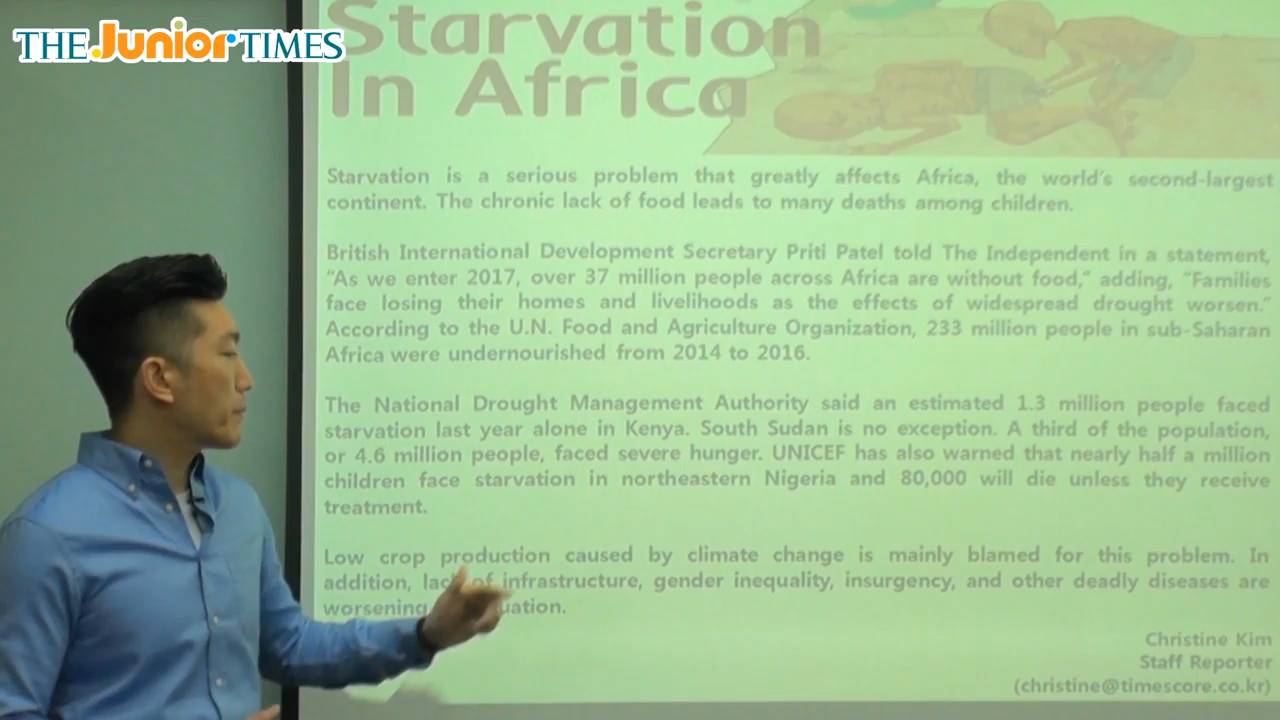 THE Junior TIMES
Starvation
In Africa
Starvation is a serious problem that greatly affects Africa, the world's second-largest
continent. The chronic lack of food leads to many deaths among children.
British International Development Secretary Priti Patel told The Independent in a statement,
"As we enter 2017, over 37 million people across Africa are without food," adding, "Families
face losing their homes and livelihoods as the effects of widespread drought worsen."
According to the U.N. Food and Agriculture Organization, 233 million people in sub-Saharan
Africa were undernourished from 2014 to 2016.
The National Drought Management Authority said an estimated 1.3 million people faced
starvation last year alone in Kenya. South Sudan is no exception. A third of the population,
or 4.6 million people, faced severe hunger. UNICEF has also warned that nearly half a million
children face starvation in northeastern Nigeria and 80,000 will die unless they receive
treatment.
Low crop production caused by climate change is mainly blamed for this problem. In
addition, lack of infrastructure, gender inequality, insurgency, and other deadly diseases are
worsening
Christine Kim
Staff Reporter
(christine@timescore.co.kr)